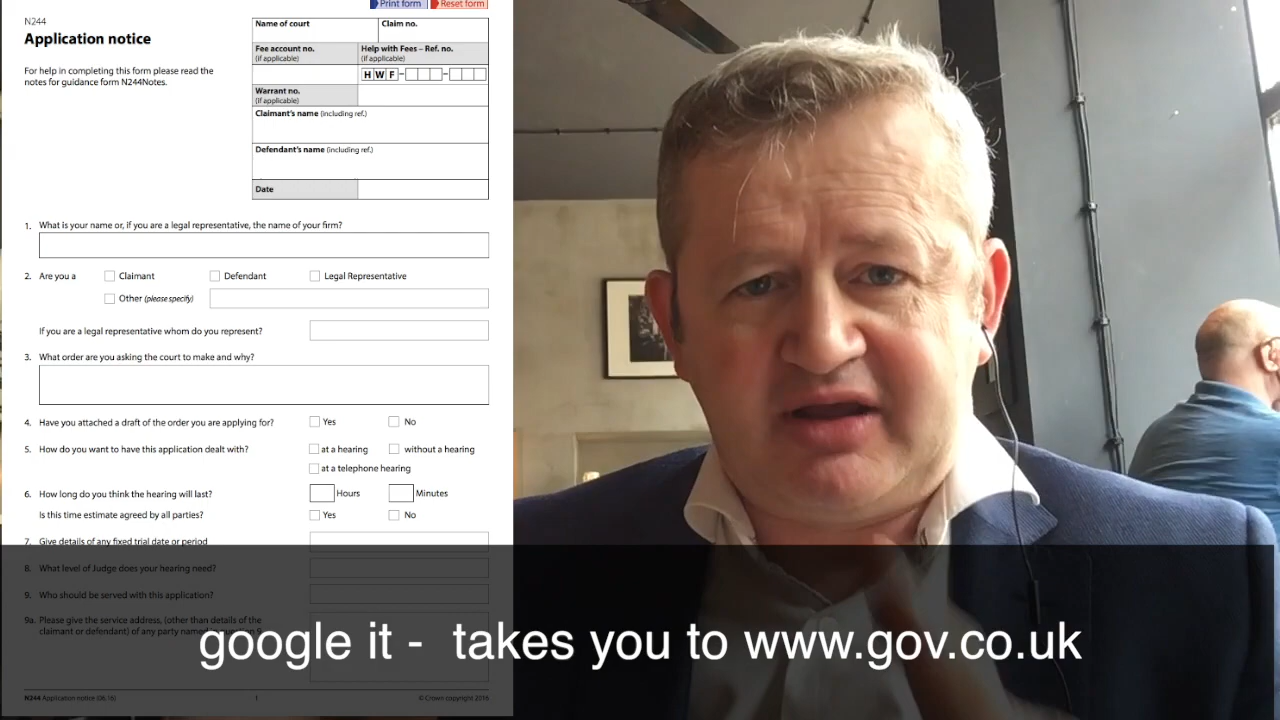 Print form Reset form
N244
Application notice
For help in completing this form please read the
notes for guidance form N244Notes.
Name of court
Claim no.
Fee account no.
(if applicable)
Help with Fees – Ref. no.
(if applicable)
H W F – –
Warrant no.
(if applicable)
Claimant's name (including ref.)
Defendant's name (including ref.)
Date
1. What is your name or, if you are a legal representative, the name of your firm?
2. Are you a Claimant Defendant Legal Representative
Other (please specify)
If you are a legal representative whom do you represent?
3. What order are you asking the court to make and why?
4. Have you attached a draft of the order you are applying for? Yes No
5. How do you want to have this application dealt with? at a hearing without a hearing
at a telephone hearing
6. How long do you think the hearing will last? Hours Minutes
Is this time estimate agreed by all parties? Yes No
7. Give details of any fixed trial date or period
8. What level of Judge does your hearing need?
9. Who should be served with this application?
9a. Please give the service address, (other than details of the
claimant or defendant) of any party named in question 9.
google it - takes you to www.gov.co.uk
N244 Application notice (06.16) 1 © Crown copyright 2016